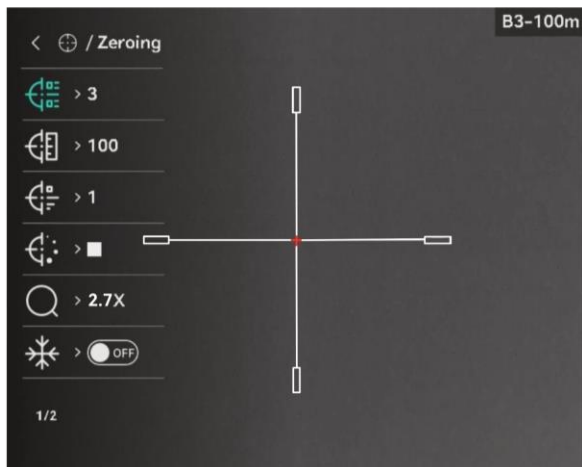 B3-100m
< / Zeroing
> 3
> 100
> 1
>
> 2.7X
> OFF
1/2